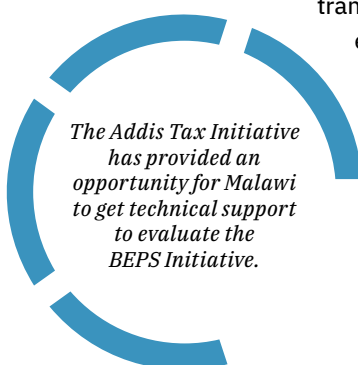 The Addis Tax Initiative
has provided an
opportunity for Malawi
to get technical support
to evaluate the
BEPS Initiative.